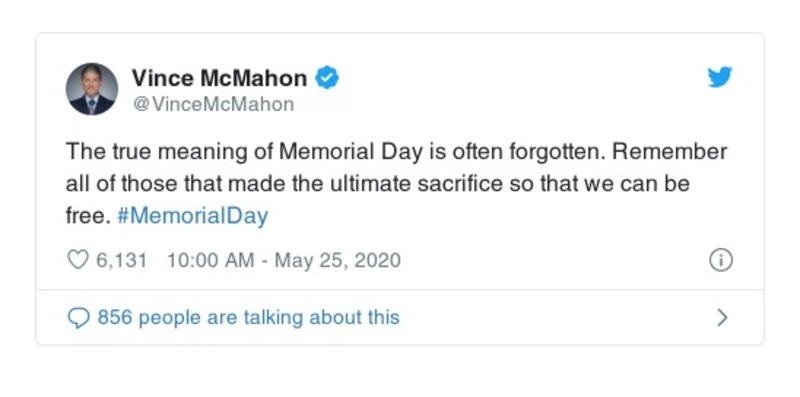 Vince McMahon
@VinceMcMahon
The true meaning of Memorial Day is often forgotten. Remember
all of those that made the ultimate sacrifice so that we can be
free. #MemorialDay
6,131 10:00 AM - May 25, 2020
856 people are talking about this